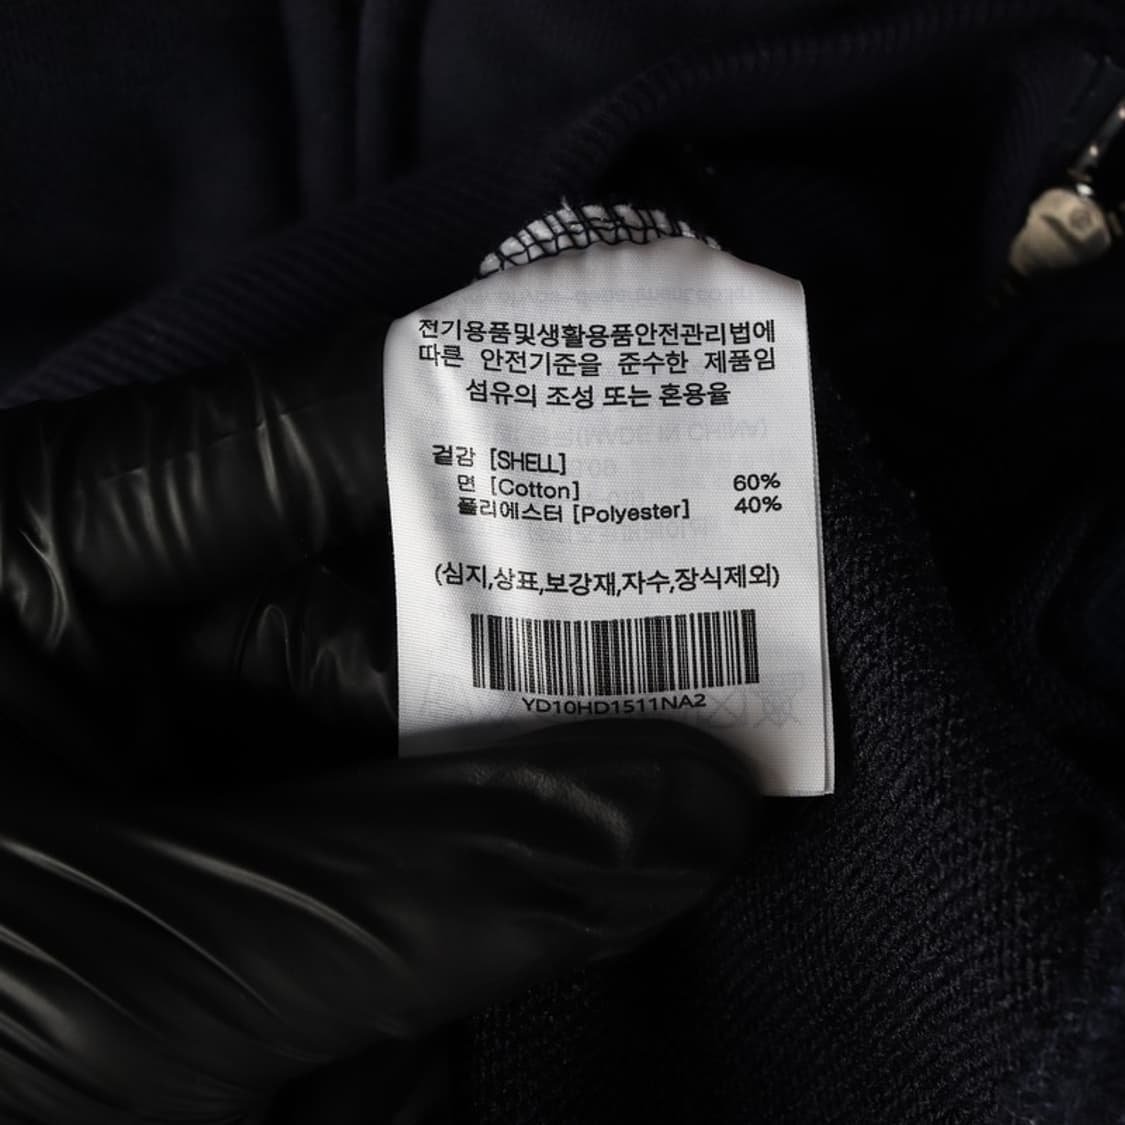 전기용품및생활용품안전관리법에
따른 안전기준을 준수한 제품임
섬유의 조성 또는 혼용율
겉감 [SHELL]
면 [Cotton] 60%
폴리에스터 [Polyester] 40%
(심지,상표,보강재,자수,장식제외)
YD10HD1511NA2